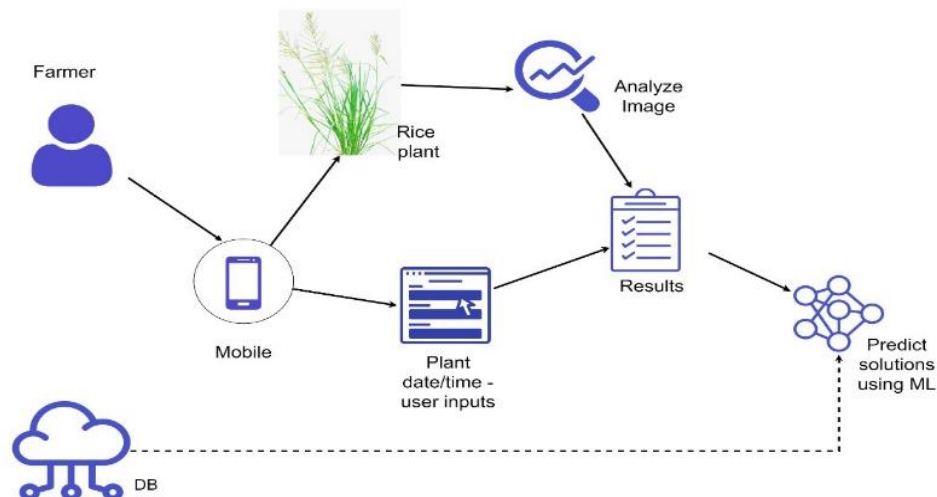 Farmer
Rice
plant
Analyze
Image
Results
Mobile
Plant
date/time -
user inputs
Predict
solutions
using ML
DB